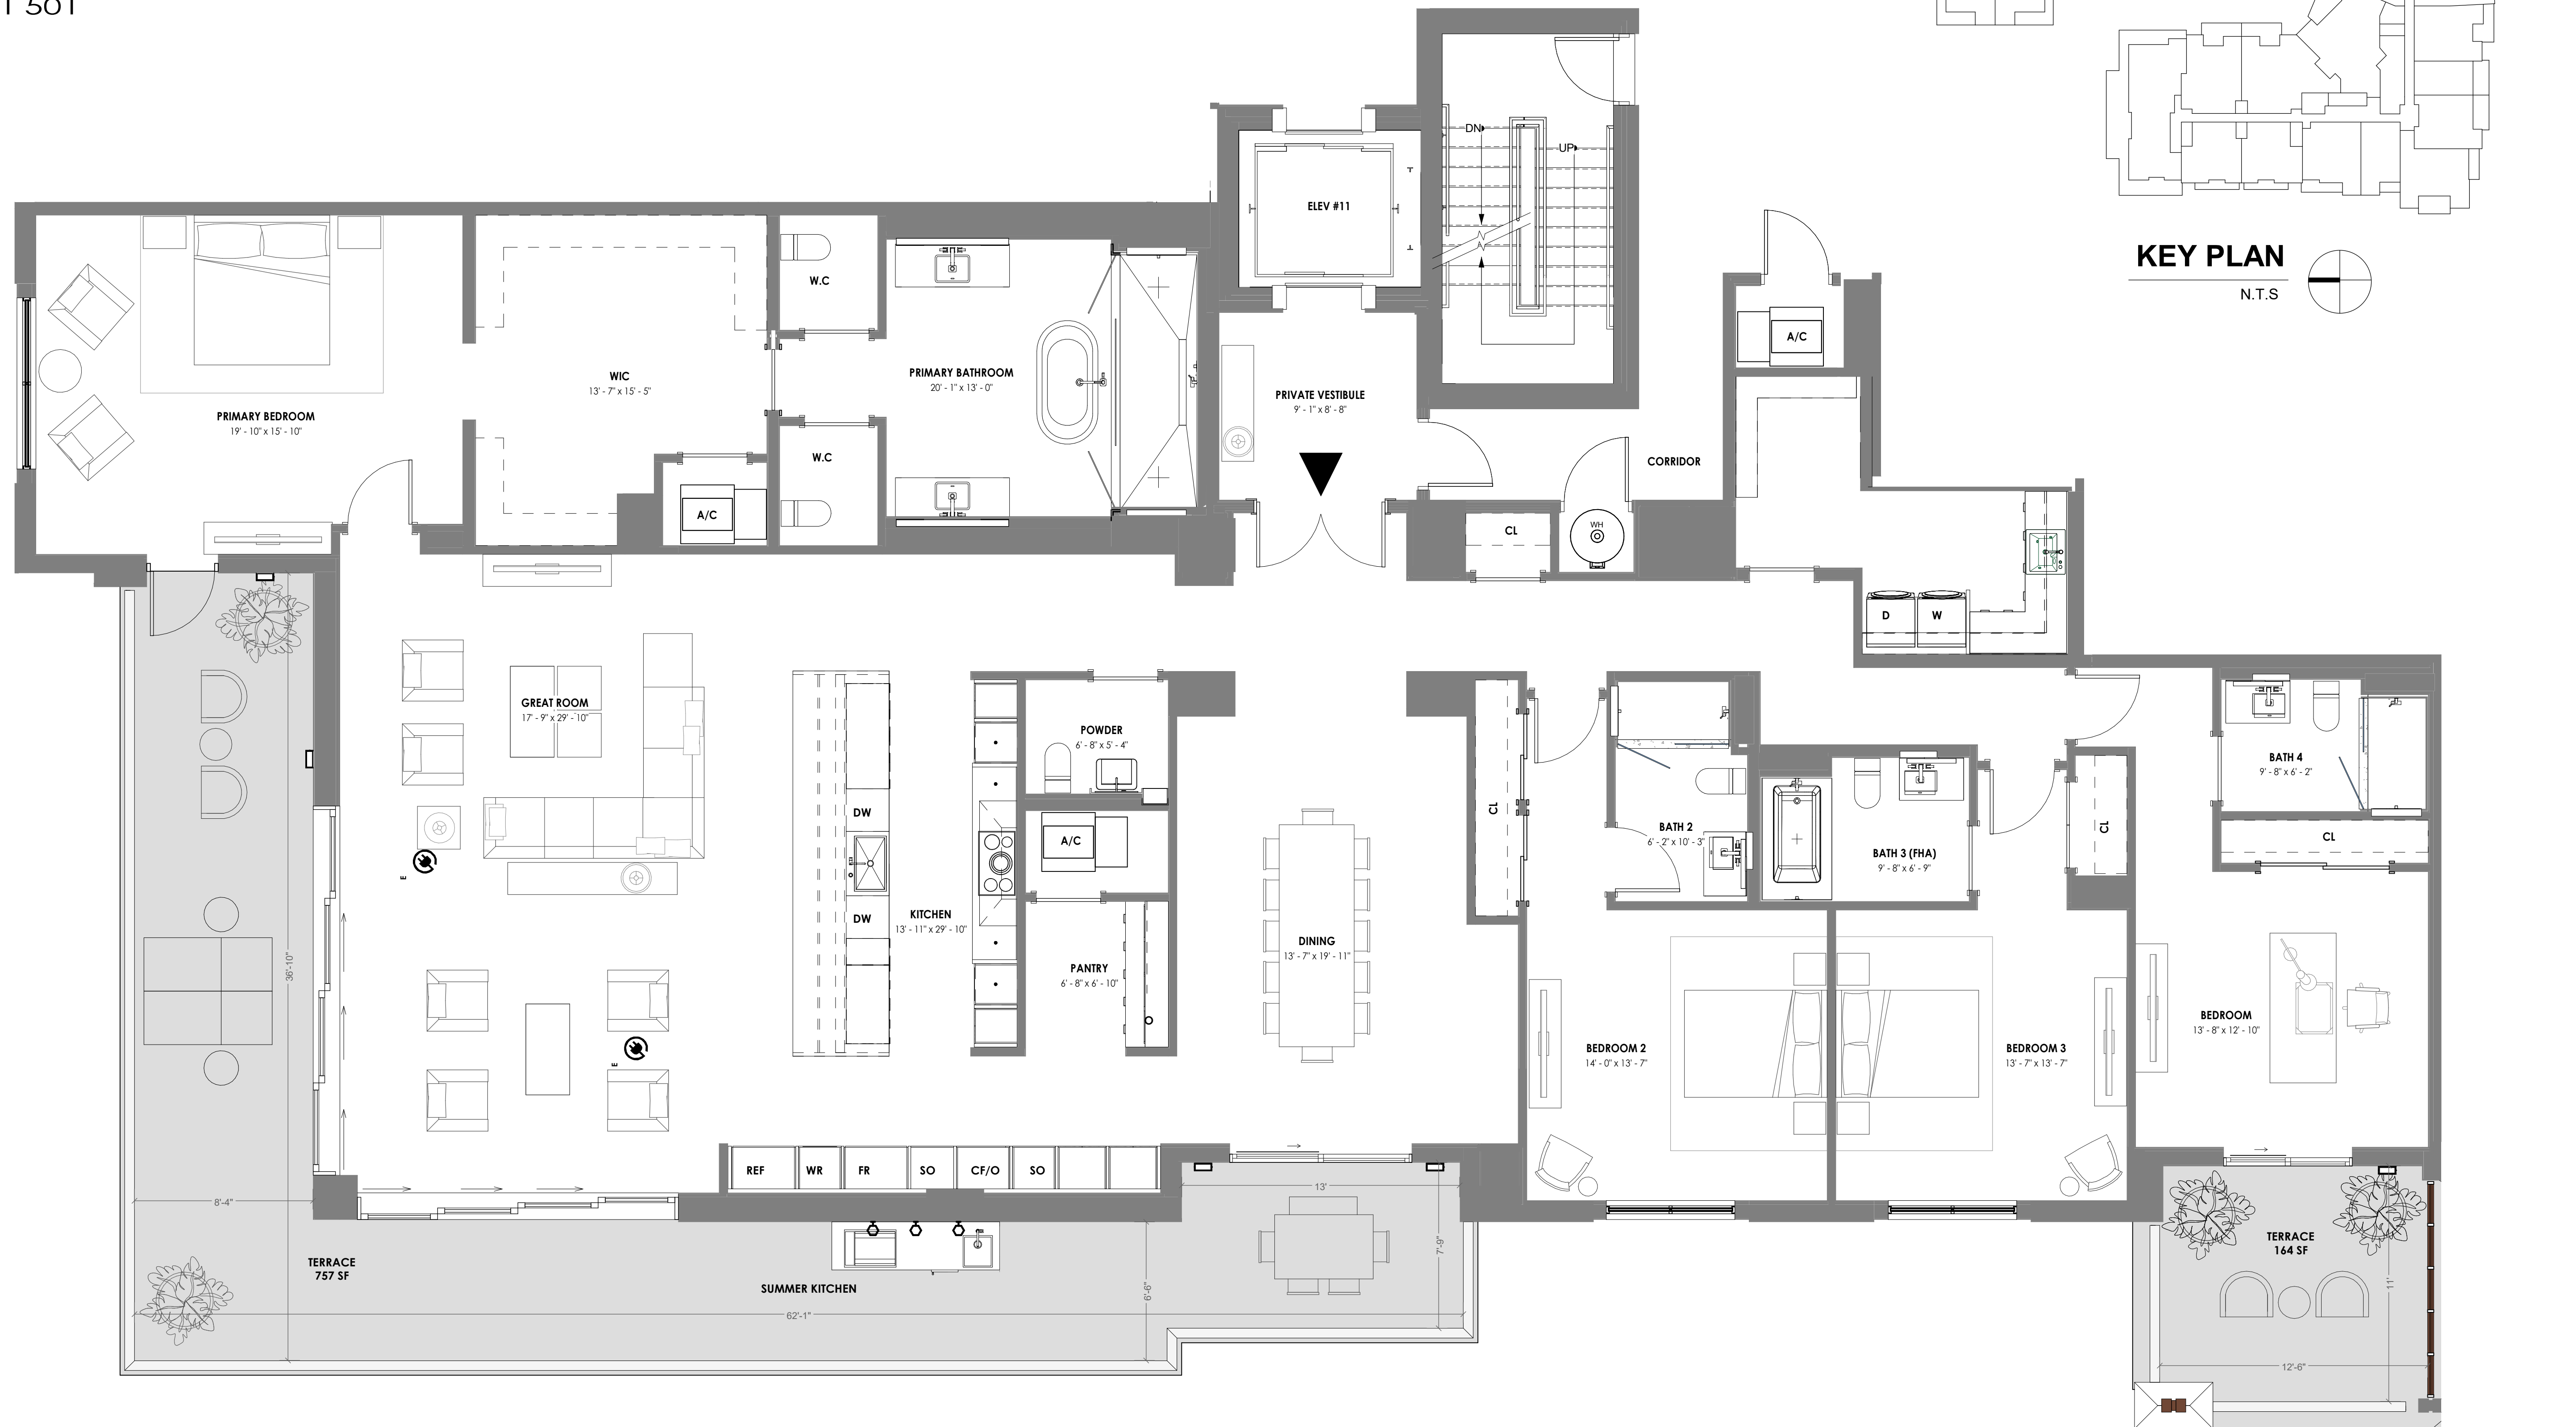 T 501
DN
UP
ELEV #11
KEY PLAN
N.T.S
W.C
A/C
WIC
13' - 7" x 15' - 5"
PRIMARY BATHROOM
20' - 1" x 13' - 0"
PRIVATE VESTIBULE
9' - 1" x 8' - 8"
PRIMARY BEDROOM
19' - 10" x 15' - 10"
W.C
CORRIDOR
A/C
CL
WH
D
W
GREAT ROOM
17' - 9" x 29' - 10"
POWDER
6' - 8" x 5' - 4"
BATH 4
9' - 8" x 6' - 2"
DW
CL
BATH 2
6' - 2" x 10' - 3"
CL
CL
A/C
BATH 3 (FHA)
9' - 8" x 6' - 9"
E
DW
KITCHEN
13' - 11" x 29' - 10"
DINING
13' - 7" x 19' - 11"
36'-10"
PANTRY
6' - 8" x 6' - 10"
BEDROOM
13' - 8" x 12' - 10"
BEDROOM 2
14' - 0" x 13' - 7"
BEDROOM 3
13' - 7" x 13' - 7"
E
REF
WR
FR
SO
CF/O
SO
8'-4"
13'
7'-9"
TERRACE
757 SF
SUMMER KITCHEN
6'-6"
62'-1"
TERRACE
164 SF
11'
12'-6"